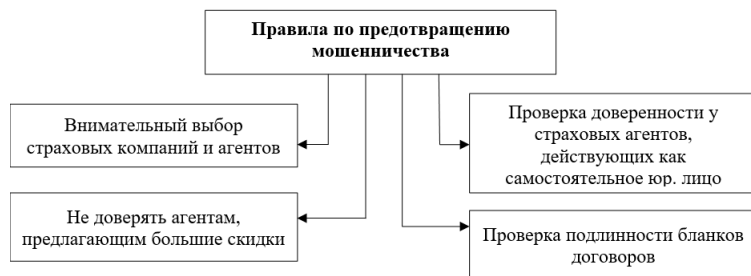 Правила по предотвращению
мошенничества
Внимательный выбор
страховых компаний и агентов
Проверка доверенности у
страховых агентов,
действующих как
самостоятельное юр. лицо
Не доверять агентам,
предлагающим большие скидки
Проверка подлинности бланков
договоров